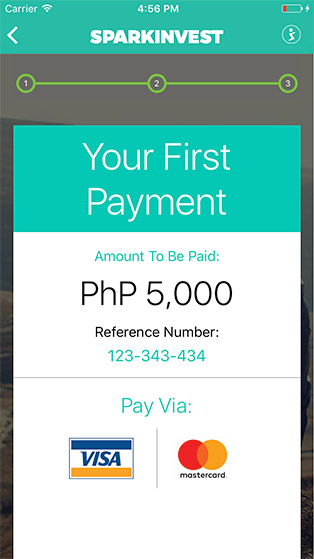 Carrier 4:56 PM
SPARKINVEST
1 2 3
Your First
Payment
Amount To Be Paid:
PhP 5,000
Reference Number:
123-343-434
Pay Via:
VISA mastercard.